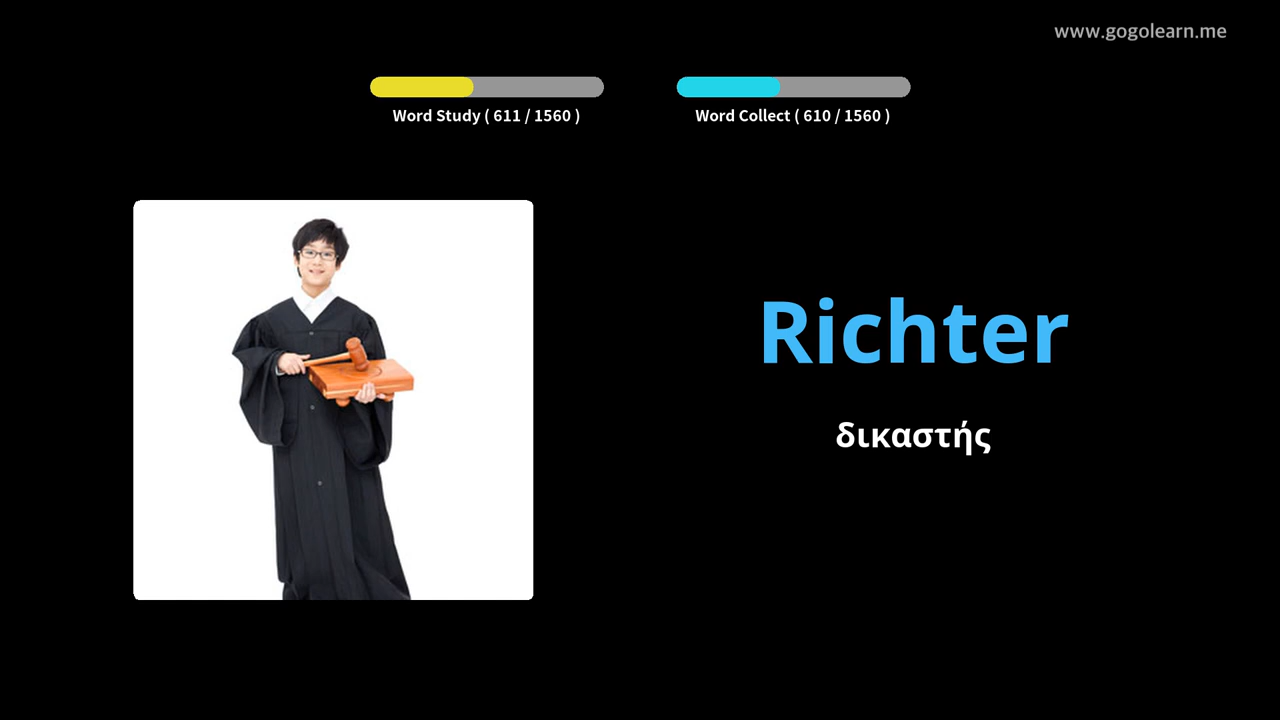 www.gogolearn.me
Word Study ( 611 / 1560 )
Word Collect ( 610 / 1560 )
Richter
δικαστής